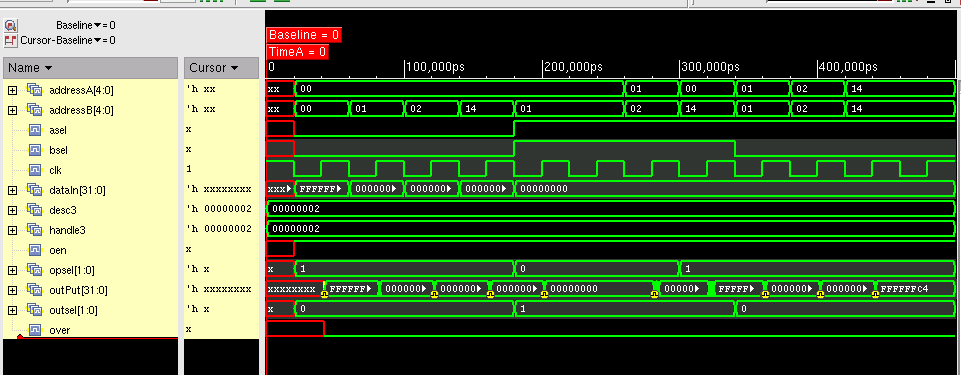 Baseline▼= 0
Cursor-Baseline▼= 0
Baseline = 0
TimeA = 0
Name ▼ Cursor ▼ 0 100,000ps 200,000ps 300,000ps 400,000ps
addressA[4:0] 'h xx xx 00 01 00 01 02 14
addressB[4:0] 'h xx xx 00 01 02 14 01 02 14 01 02 14
asel x
bsel x
clk 1
dataIn[31:0] 'h xxxxxxxx xxx▶ FFFFFF▶ 000000▶ 000000▶ 000000▶ 00000000
desc3 'h 00000002 00000002
handle3 'h 00000002 00000002
oen x
opsel[1:0] 'h x x 1 0 1
outPut[31:0] 'h xxxxxxxx xxxxxxxx FFFFFF▶ 000000▶ 000000▶ 000000▶ 00000000 00000▶ FFFFF▶ 000000▶ 000000▶ FFFFFFc4
outsel[1:0] 'h x x 0 1 0
over x